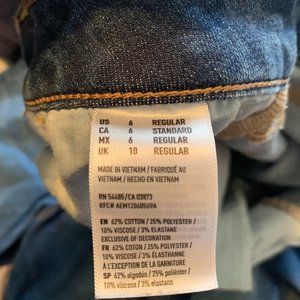 US 6 REGULAR
CA 6 STANDARD
MX 6 REGULAR
UK 10 REGULAR
MADE IN VIETNAM / FABRIQUÉ AU
VIETNAM / HECHO EN VIETNAM
RN 54485/CA 03873
RFC# AEM120605U9A
EN 62% COTTON / 25% POLYESTER /
10% VISCOSE / 3% ELASTANE
EXCLUSIVE OF DECORATION
FR 62% COTON / 25% POLYESTER /
10% VISCOSE / 3% ÉLASTHANNE
À L'EXCEPTION DE LA GARNITURE
SP 62% algodón / 25% poliéster /
10% viscosa / 3% elastano